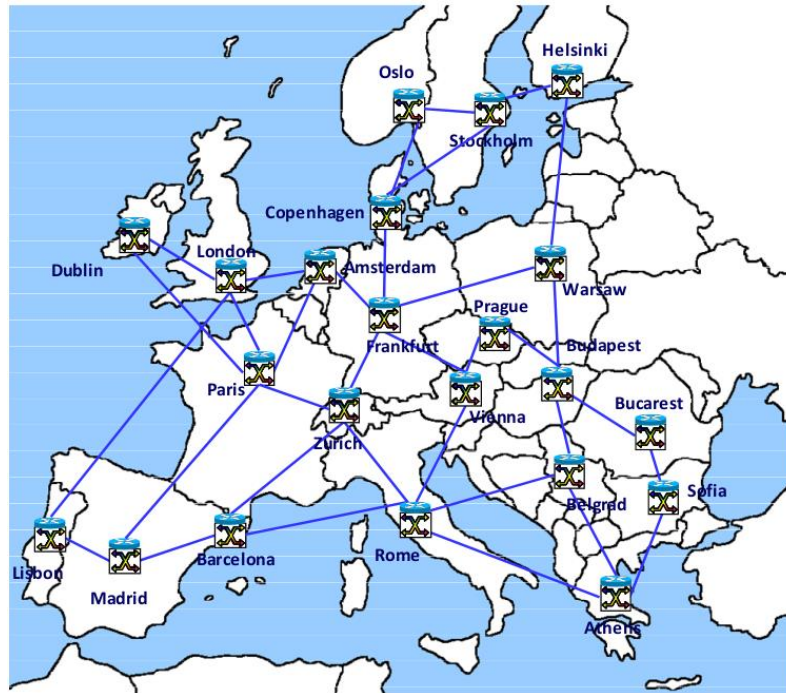 Helsinki
Oslo
Stockholm
Copenhagen
London
Dublin
Amsterdam
Warsaw
Prague
Frankfurt
Budapest
Paris
Vienna
Bucarest
Zurich
Sofia
Belgrad
Barcelona
Rome
Lisbon
Madrid
Athens